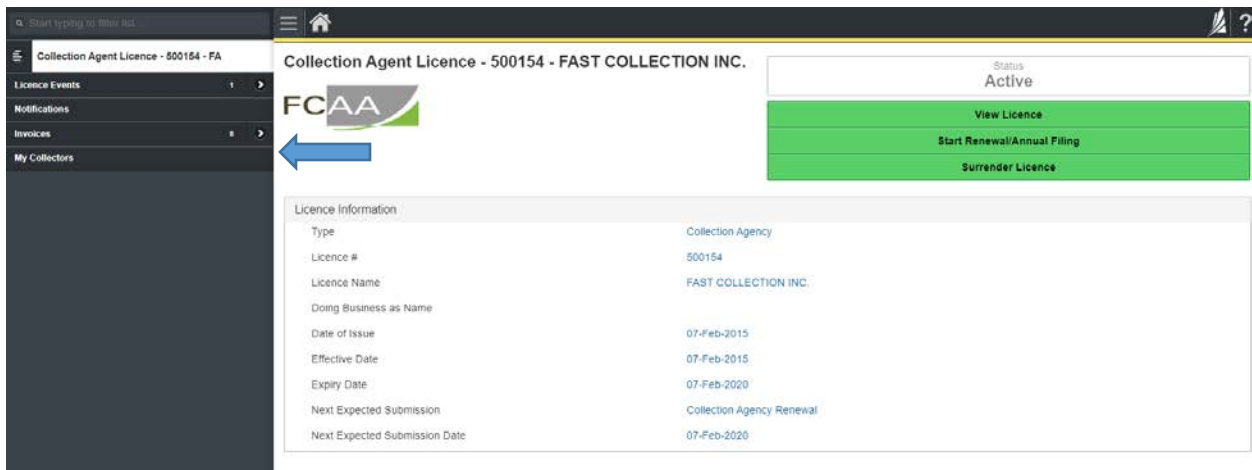 Start typing to filter list...
Collection Agent Licence - 500154 - FA
Licence Events 1
Notifications
Invoices 8
My Collectors
Collection Agent Licence - 500154 - FAST COLLECTION INC.
FCAA
Status
Active
View Licence
Start Renewal/Annual Filing
Surrender Licence
Licence Information
Type Collection Agency
Licence # 500154
Licence Name FAST COLLECTION INC.
Doing Business as Name
Date of Issue 07-Feb-2015
Effective Date 07-Feb-2015
Expiry Date 07-Feb-2020
Next Expected Submission Collection Agency Renewal
Next Expected Submission Date 07-Feb-2020
?